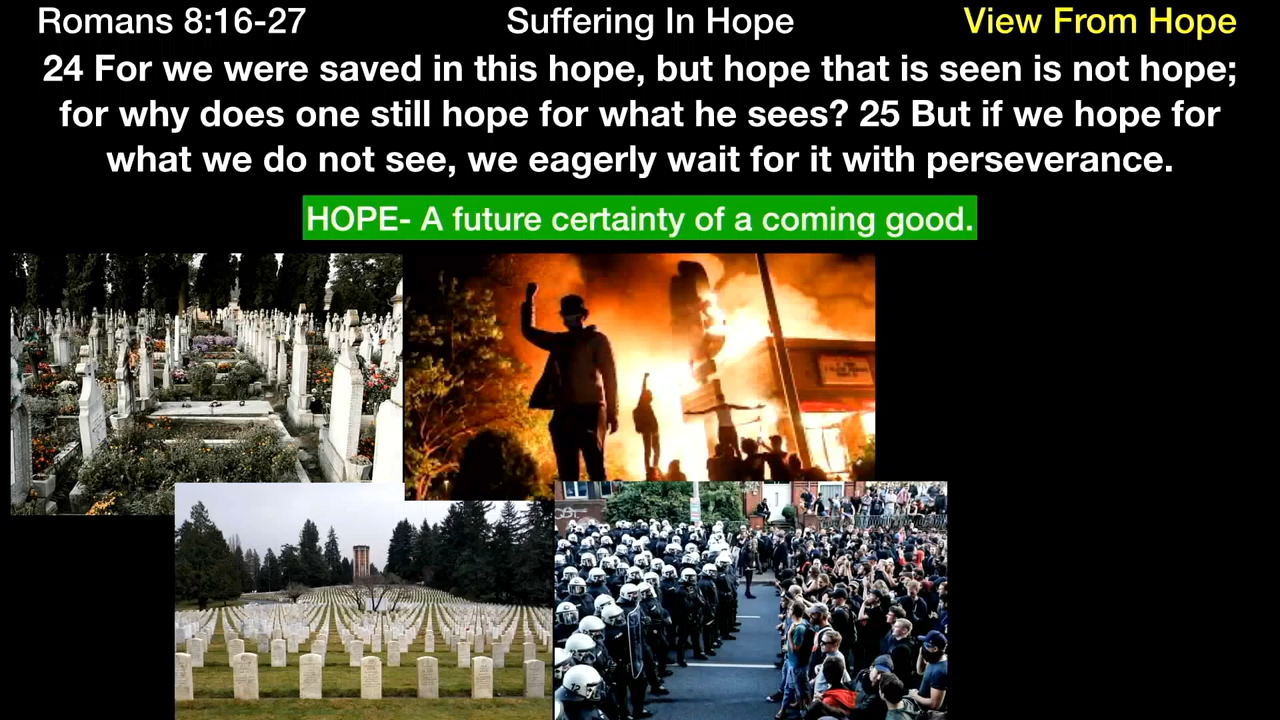 Romans 8:16-27 Suffering In Hope View From Hope
24 For we were saved in this hope, but hope that is seen is not hope;
for why does one still hope for what he sees? 25 But if we hope for
what we do not see, we eagerly wait for it with perseverance.
HOPE- A future certainty of a coming good.